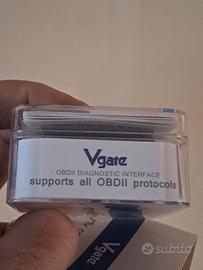 Vgate
OBDII DIAGNOSTIC INTERFACE
supports all OBDII protocols
Vgate
subito